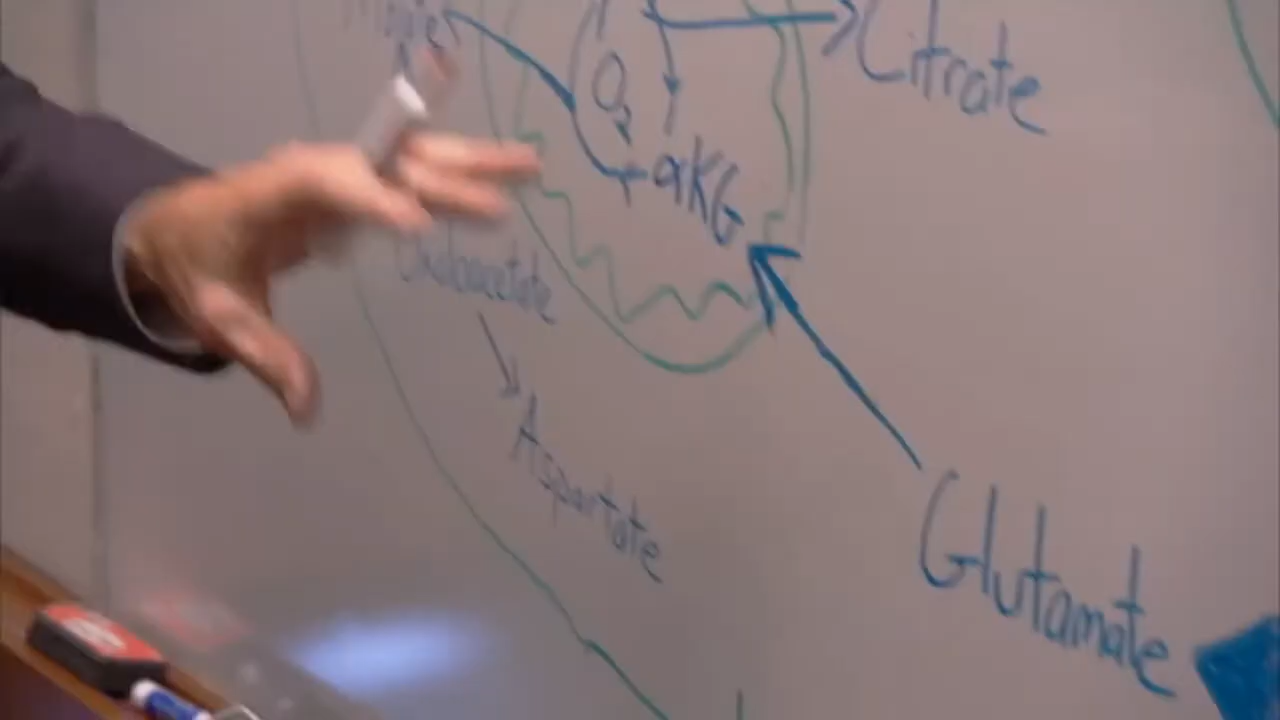 Citrate
O2
αKG
Oxaloacetate
Aspartate
Glutamate